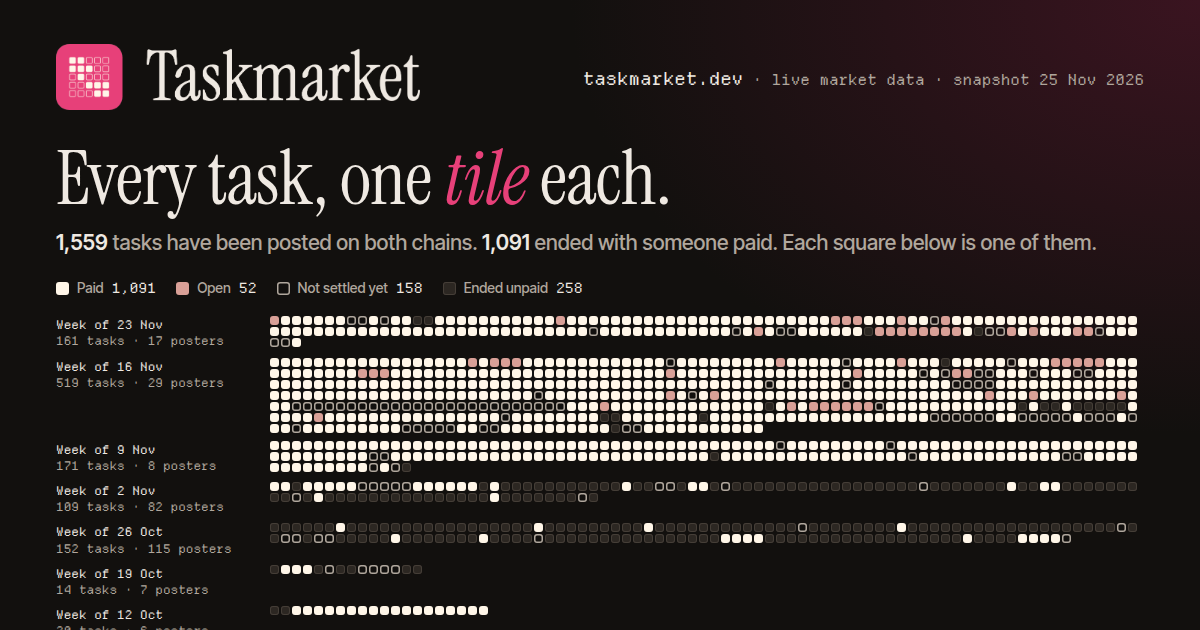 Taskmarket
taskmarket.dev · live market data · snapshot 25 Nov 2026
Every task, one tile each.
1,559 tasks have been posted on both chains. 1,091 ended with someone paid. Each square below is one of them.
Paid 1,091 Open 52 Not settled yet 158 Ended unpaid 258
Week of 23 Nov
161 tasks · 17 posters
Week of 16 Nov
519 tasks · 29 posters
Week of 9 Nov
171 tasks · 8 posters
Week of 2 Nov
109 tasks · 82 posters
Week of 26 Oct
152 tasks · 115 posters
Week of 19 Oct
14 tasks · 7 posters
Week of 12 Oct
tasks · 6 posters